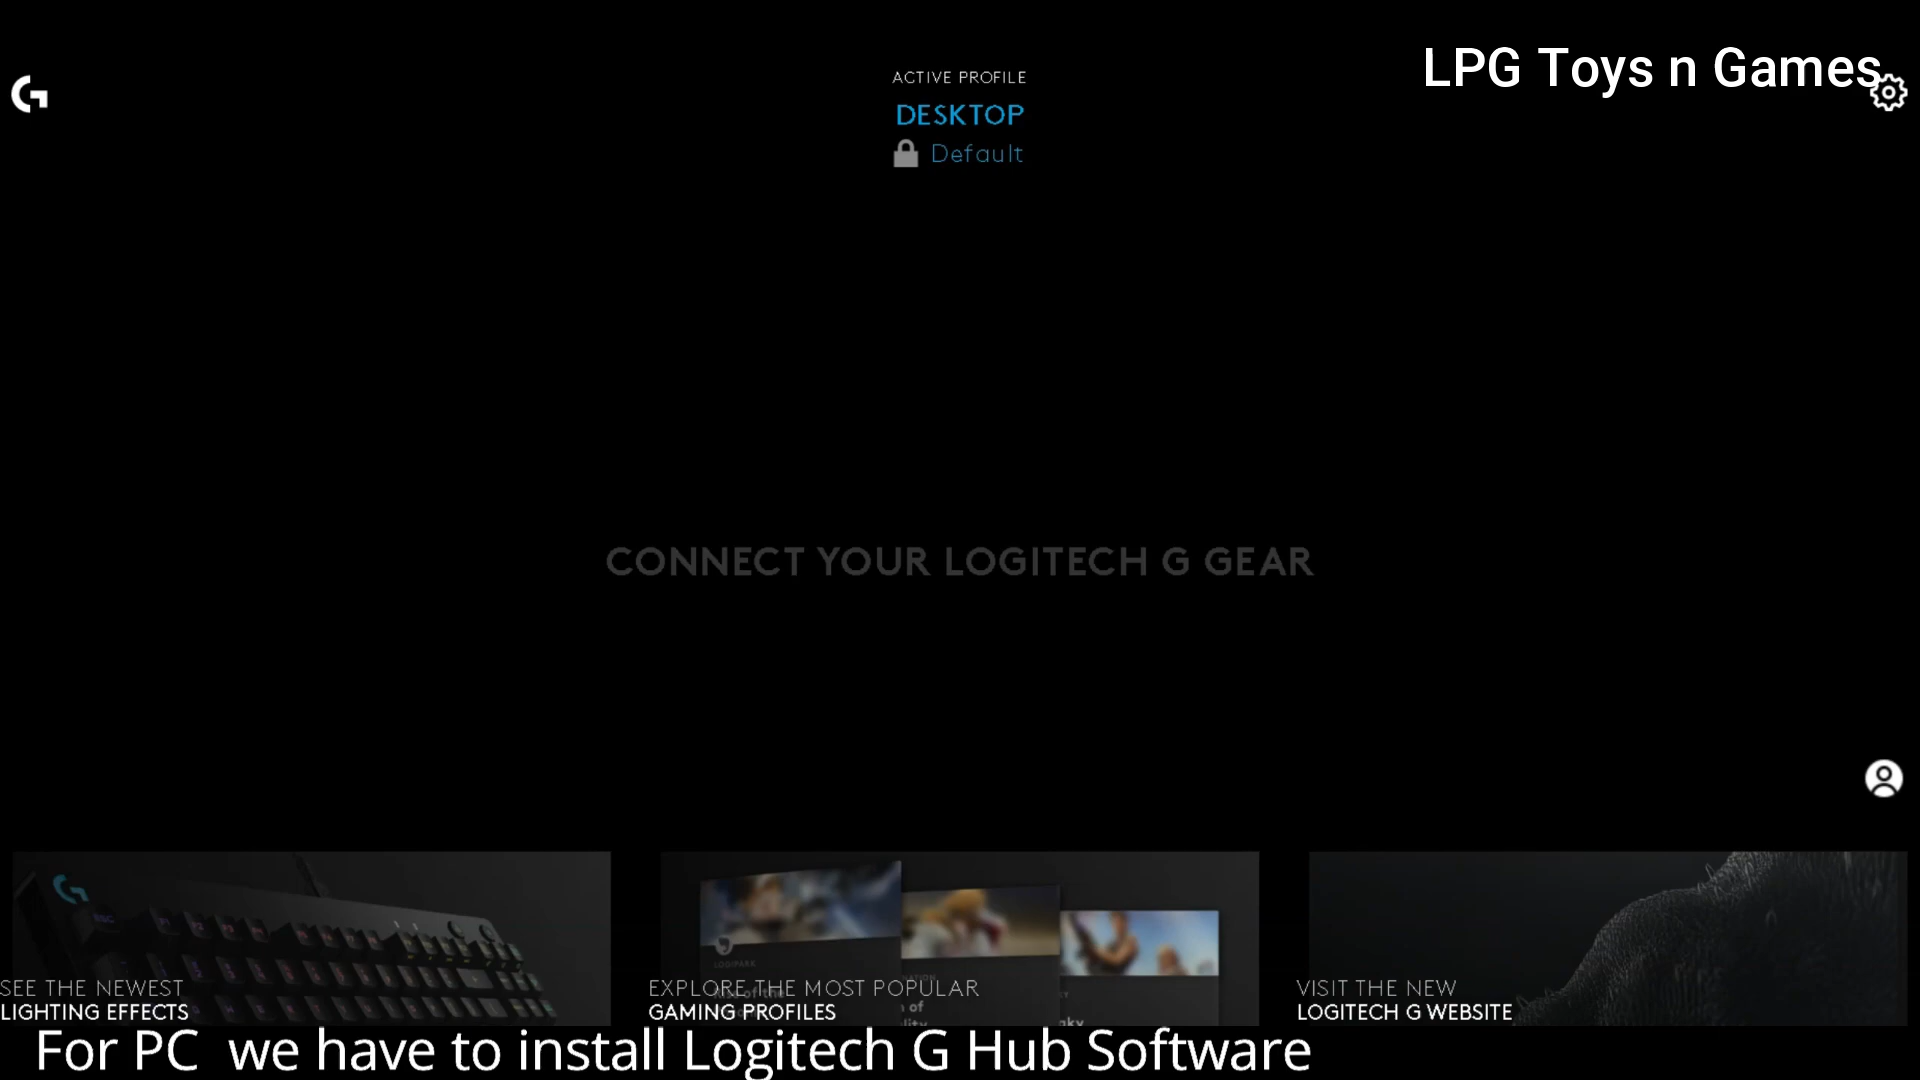 LPG Toys n Games
ACTIVE PROFILE
DESKTOP
Default
CONNECT YOUR LOGITECH G GEAR
LOGIPARK
SEE THE NEWEST
LIGHTING EFFECTS
EXPLORE THE MOST POPULAR
GAMING PROFILES
VISIT THE NEW
LOGITECH G WEBSITE
For PC we have to install Logitech G Hub Software